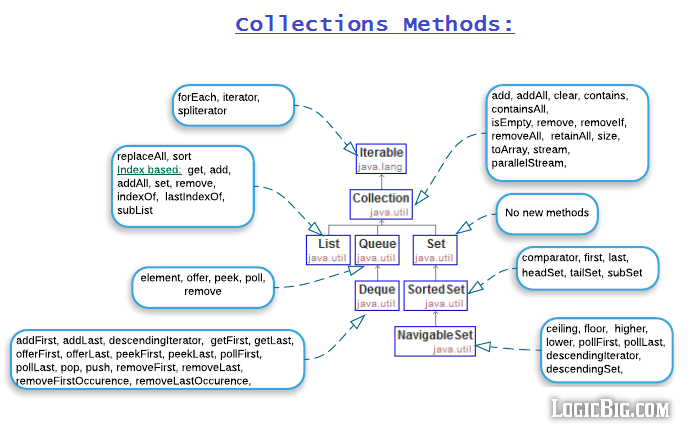 Collections Methods:
forEach, iterator,
spliterator
add, addAll, clear, contains,
containsAll,
isEmpty, remove, removeIf,
removeAll, retainAll, size,
toArray, stream,
parallelStream,
Iterable
java.lang
replaceAll, sort
Index based: get, add,
addAll, set, remove,
indexOf, lastIndexOf,
subList
Collection
java.util
No new methods
List
java.util
Queue
java.util
Set
java.util
element, offer, peek, poll,
remove
comparator, first, last,
headSet, tailSet, subSet
Deque
java.util
SortedSet
java.util
addFirst, addLast, descendingIterator, getFirst, getLast,
offerFirst, offerLast, peekFirst, peekLast, pollFirst,
pollLast, pop, push, removeFirst, removeLast,
removeFirstOccurence, removeLastOccurence,
NavigableSet
java.util
ceiling, floor, higher,
lower, pollFirst, pollLast,
descendingIterator,
descendingSet,
LogicBig.com